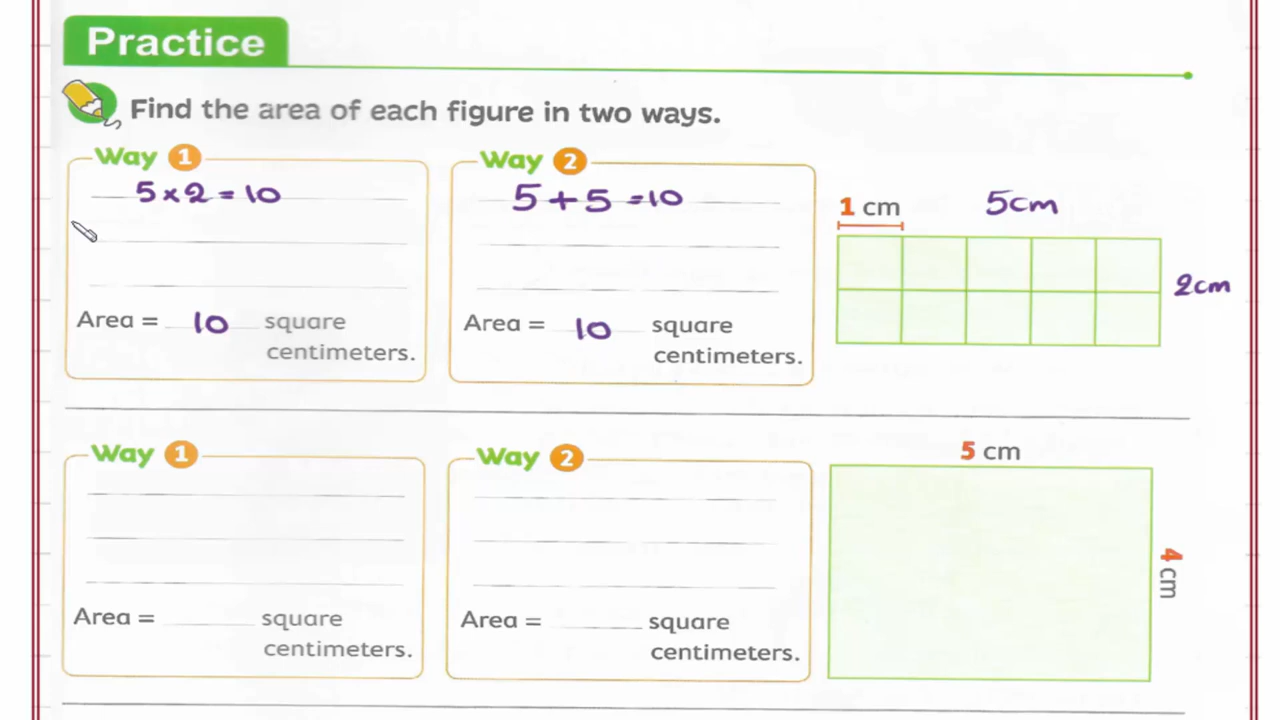 Practice
Find the area of each figure in two ways.
Way 1
5 × 2 = 10
Area = 10 square
centimeters.
Way 2
5 + 5 = 10
Area = 10 square
centimeters.
1 cm
5cm
2cm
Way 1
Area = ____ square
centimeters.
Way 2
Area = ____ square
centimeters.
5 cm
4 cm